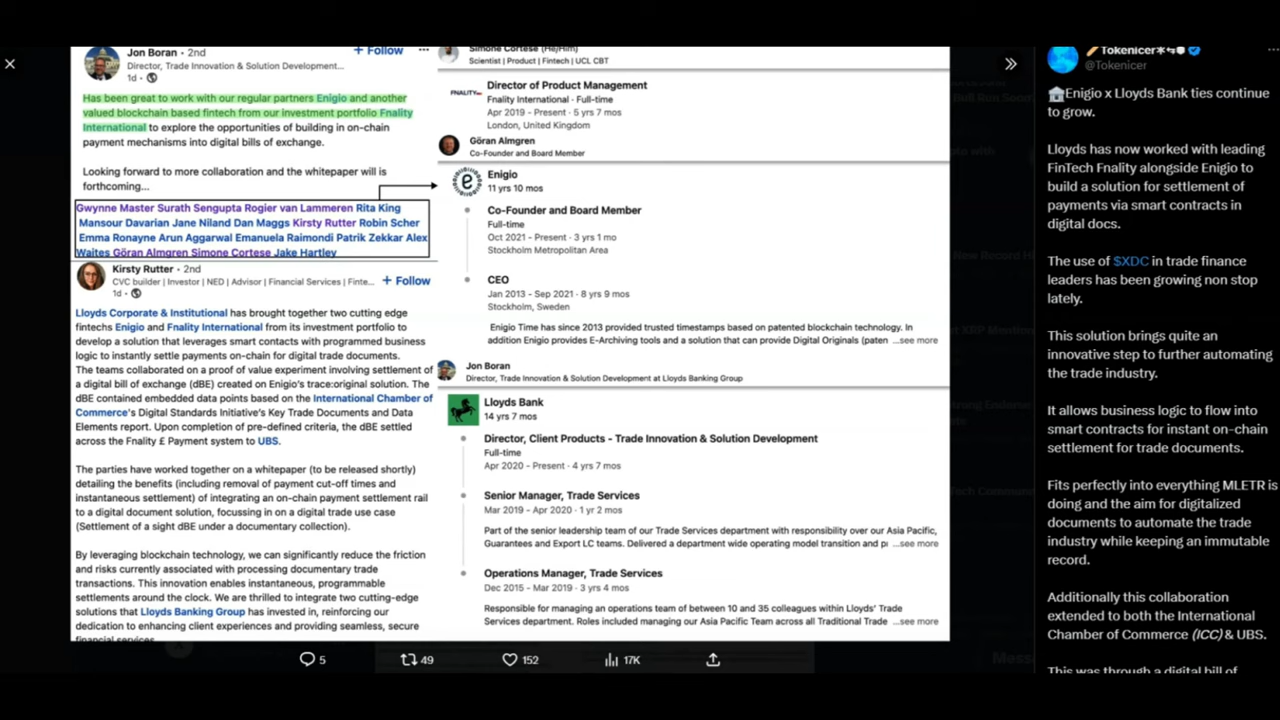 Jon Boran • 2nd
+ Follow
Director, Trade Innovation & Solution Development...
1d •
Has been great to work with our regular partners Enigio and another
valued blockchain based fintech from our investment portfolio Fnality
International to explore the opportunities of building in on-chain
payment mechanisms into digital bills of exchange.
Looking forward to more collaboration and the whitepaper will is
forthcoming...
Gwynne Master Surath Sengupta Rogier van Lammeren Rita King
Mansour Davarian Jane Niland Dan Maggs Kirsty Rutter Robin Scher
Emma Ronayne Arun Aggarwal Emanuela Raimondi Patrik Zekkar Alex
Waites Göran Almgren Simone Cortese Jake Hartley
Kirsty Rutter • 2nd
+ Follow
CVC builder | Investor | NED | Advisor | Financial Services | Finte...
1d •
Lloyds Corporate & Institutional has brought together two cutting edge
fintechs Enigio and Fnality International from its investment portfolio to
develop a solution that leverages smart contacts with programmed business
logic to instantly settle payments on-chain for digital trade documents.
The teams collaborated on a proof of value experiment involving settlement of
a digital bill of exchange (dBE) created on Enigio's trace:original solution. The
dBE contained embedded data points based on the International Chamber of
Commerce's Digital Standards Initiative's Key Trade Documents and Data
Elements report. Upon completion of pre-defined criteria, the dBE settled
across the Fnality £ Payment system to UBS.
The parties have worked together on a whitepaper (to be released shortly)
detailing the benefits (including removal of payment cut-off times and
instantaneous settlement) of integrating an on-chain payment settlement rail
to a digital document solution, focussing in on a digital trade use case
(Settlement of a sight dBE under a documentary collection).
By leveraging blockchain technology, we can significantly reduce the friction
and risks currently associated with processing documentary trade
transactions. This innovation enables instantaneous, programmable
settlements around the clock. We are thrilled to integrate two cutting-edge
solutions that Lloyds Banking Group has invested in, reinforcing our
dedication to enhancing client experiences and providing seamless, secure
financial services.
Simone Cortese (He/Him)
Scientist | Product | Fintech | UCL CBT
FNALITY
Director of Product Management
Fnality International · Full-time
Apr 2019 - Present · 5 yrs 7 mos
London, United Kingdom
Göran Almgren
Co-Founder and Board Member
Enigio
11 yrs 10 mos
Co-Founder and Board Member
Full-time
Oct 2021 - Present · 3 yrs 1 mo
Stockholm Metropolitan Area
CEO
Jan 2013 - Sep 2021 · 8 yrs 9 mos
Stockholm, Sweden
Enigio Time has since 2013 provided trusted timestamps based on patented blockchain technology. In
addition Enigio provides E-Archiving tools and a solution that can provide Digital Originals (paten ...see more
Jon Boran
Director, Trade Innovation & Solution Development at Lloyds Banking Group
Lloyds Bank
14 yrs 7 mos
Director, Client Products - Trade Innovation & Solution Development
Full-time
Apr 2020 - Present · 4 yrs 7 mos
Senior Manager, Trade Services
Mar 2019 - Apr 2020 · 1 yr 2 mos
Part of the senior leadership team of our Trade Services department with responsibility over our Asia Pacific,
Guarantees and Export LC teams. Delivered a department wide operating model transition and p ...see more
Operations Manager, Trade Services
Dec 2015 - Mar 2019 · 3 yrs 4 mos
Responsible for managing an operations team of between 10 and 35 colleagues within Lloyds' Trade
Services department. Roles included managing our Asia Pacific Team across all Traditional Trade ...see more
5
49
152
17K
Tokenicer
@Tokenicer
🏦Enigio x Lloyds Bank ties continue
to grow.
Lloyds has now worked with leading
FinTech Fnality alongside Enigio to
build a solution for settlement of
payments via smart contracts in
digital docs.
The use of $XDC in trade finance
leaders has been growing non stop
lately.
This solution brings quite an
innovative step to further automating
the trade industry.
It allows business logic to flow into
smart contracts for instant on-chain
settlement for trade documents.
Fits perfectly into everything MLETR is
doing and the aim for digitalized
documents to automate the trade
industry while keeping an immutable
record.
Additionally this collaboration
extended to both the International
Chamber of Commerce (ICC) & UBS.
This was through a digital bill of